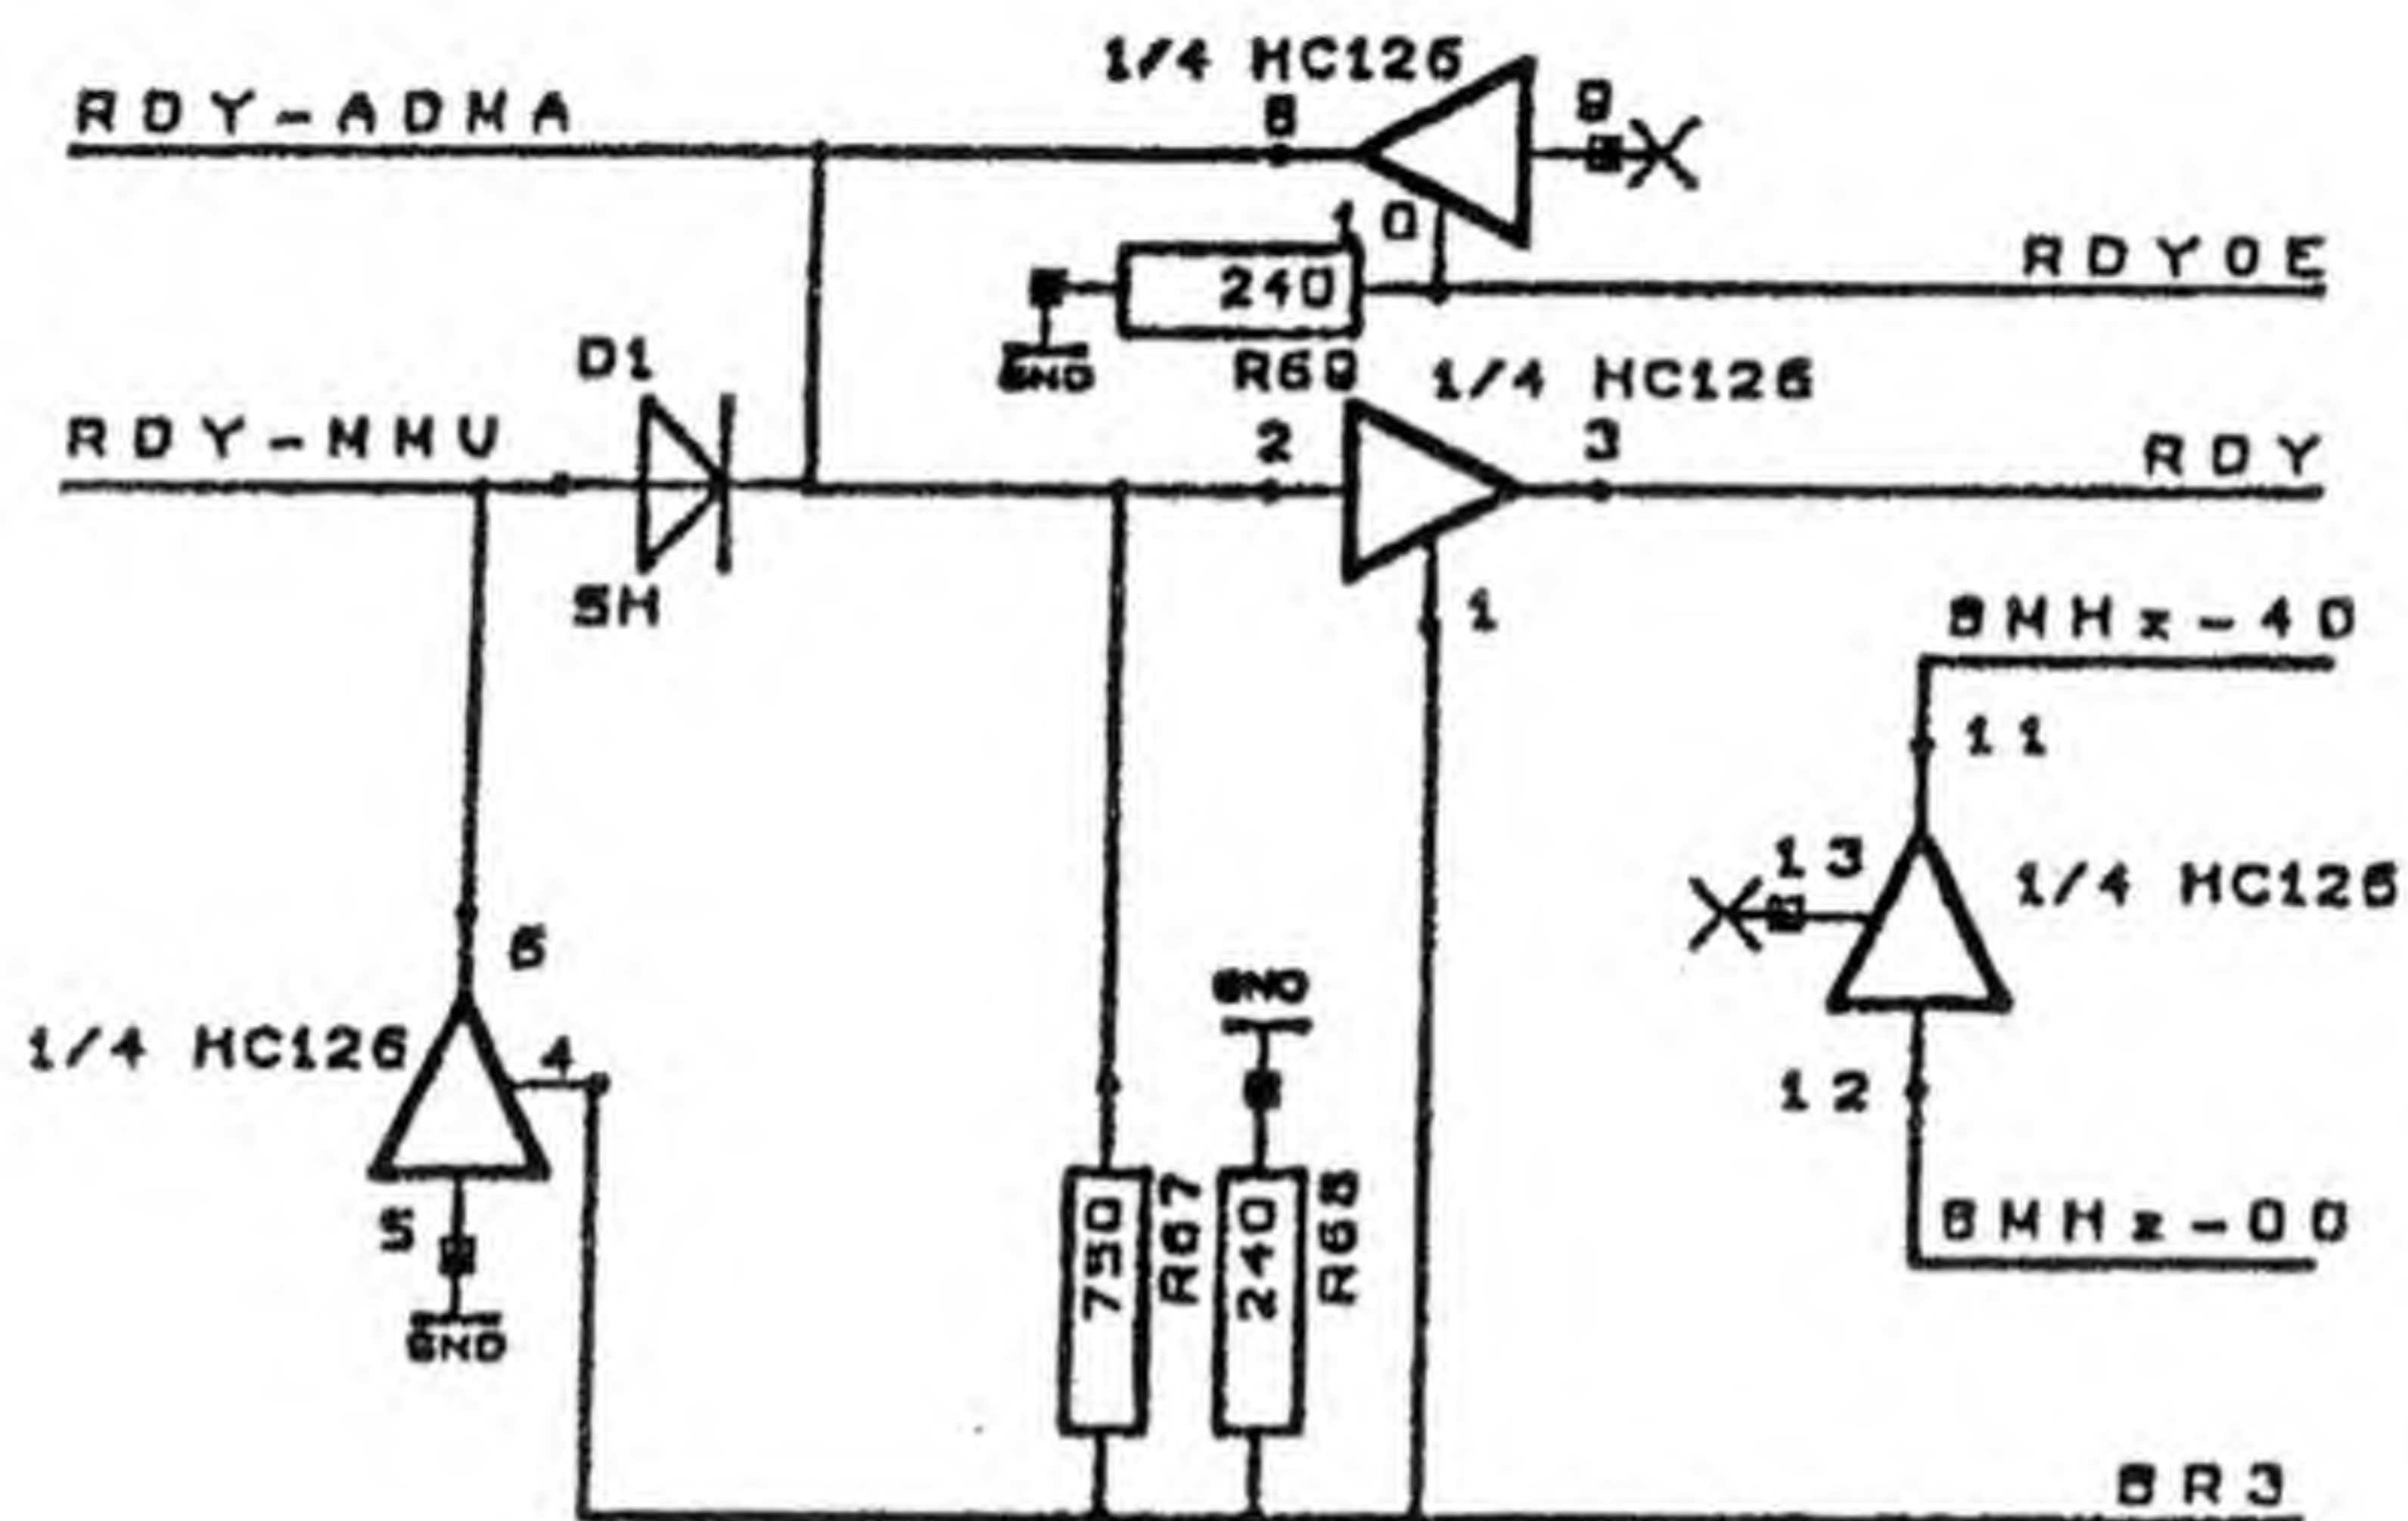 1/4 HC126
RDY-ADMA
8
9
10
RDYOE
240
GND
R69
1/4 HC126
D1
RDY-MMU
2
3
RDY
SH
1
8MHz-40
11
13
1/4 HC126
6
GND
1/4 HC126
4
12
5
750
R67
240
R68
8MHz-00
GND
BR3